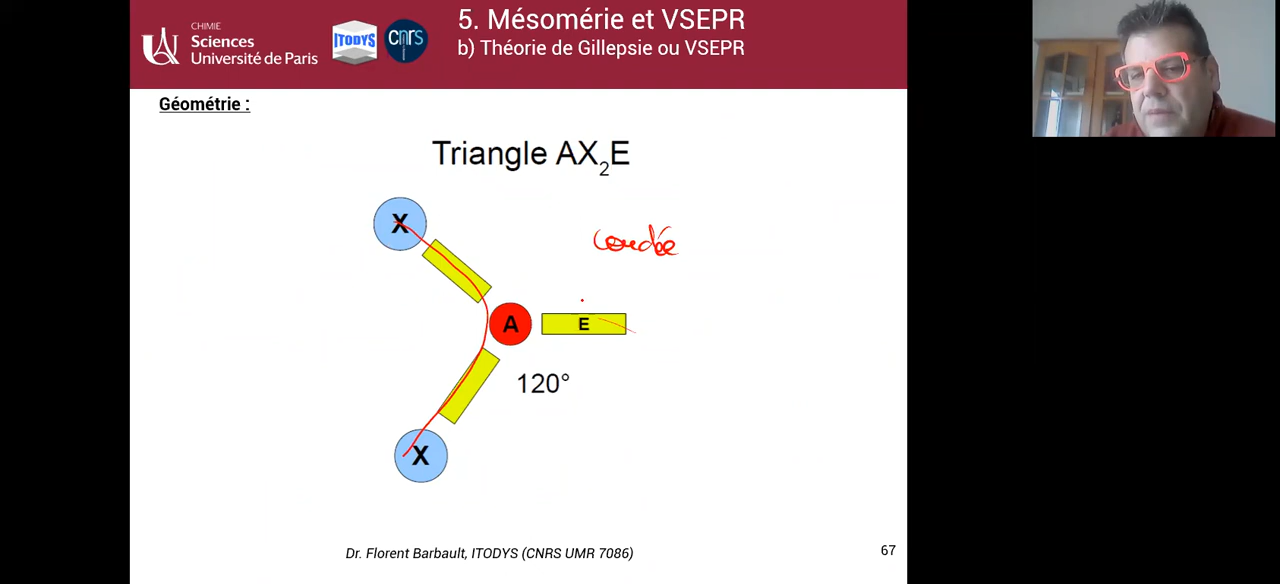 CHIMIE
Sciences
Université de Paris
ITODYS
cnrs
5. Mésomérie et VSEPR
b) Théorie de Gillepsie ou VSEPR
Géométrie :
Triangle AX2E
X
coudée
A
E
120°
X
Dr. Florent Barbault, ITODYS (CNRS UMR 7086)
67